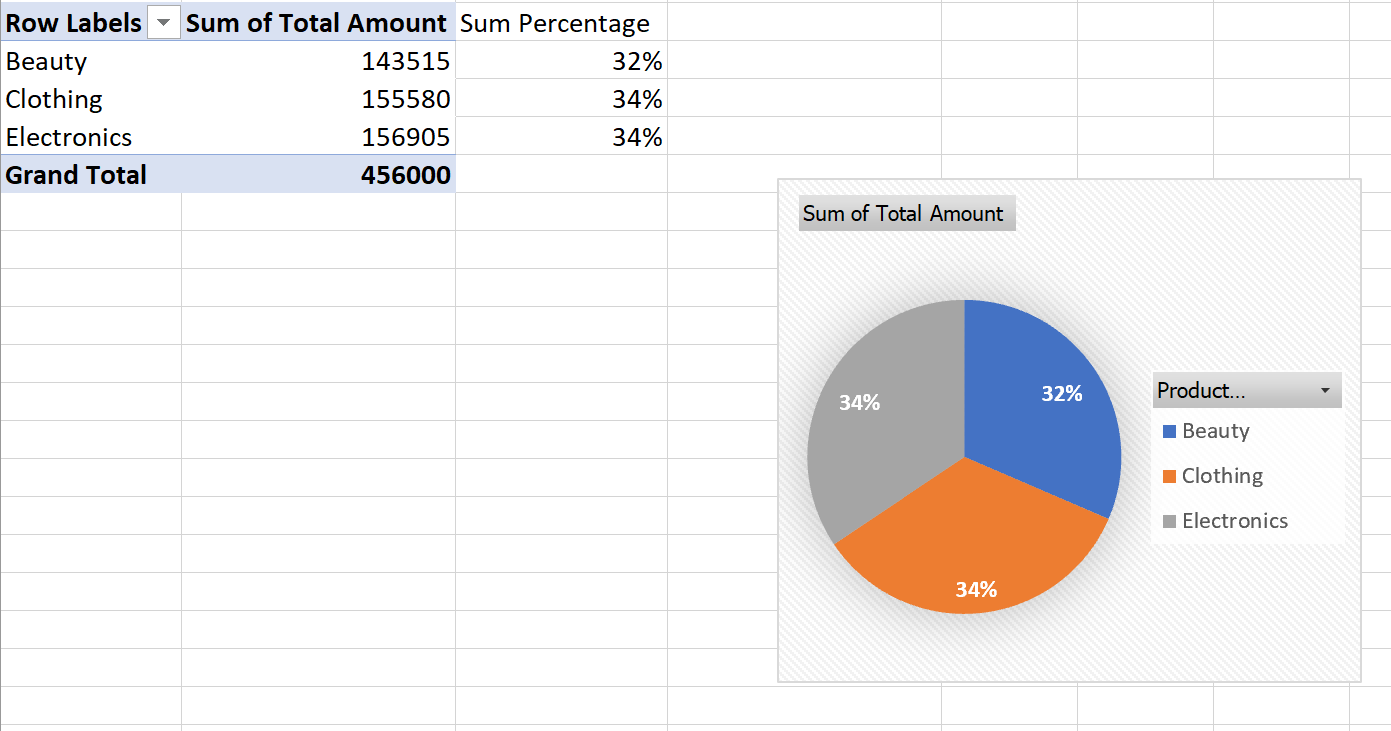 Row Labels Sum of Total Amount Sum Percentage
Beauty 143515 32%
Clothing 155580 34%
Electronics 156905 34%
Grand Total 456000
Sum of Total Amount
34%
32%
34%
Product...
Beauty
Clothing
Electronics